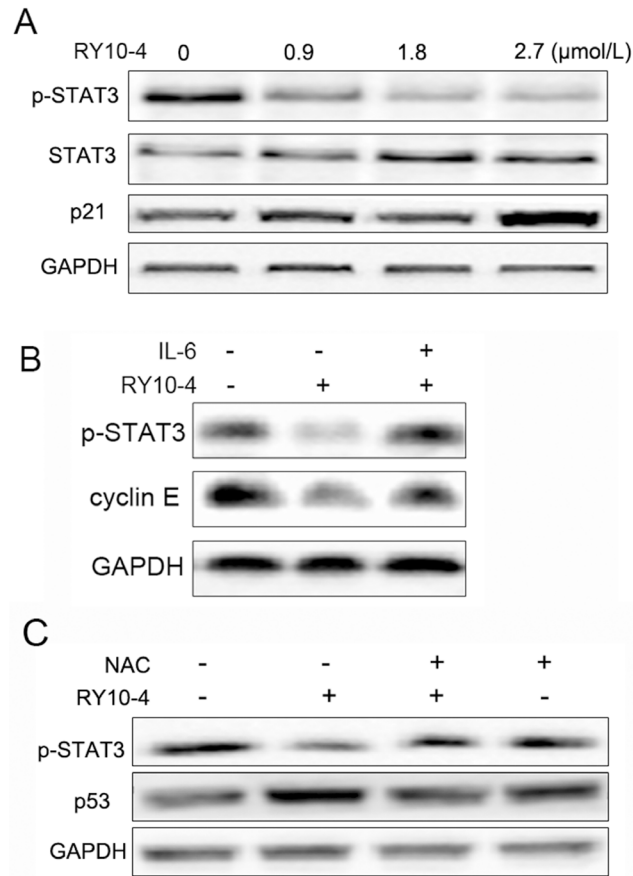 A
RY10-4 0 0.9 1.8 2.7 (μmol/L)
p-STAT3
STAT3
p21
GAPDH
B
IL-6 - - +
RY10-4 - + +
p-STAT3
cyclin E
GAPDH
C
NAC - - + +
RY10-4 - + + -
p-STAT3
p53
GAPDH